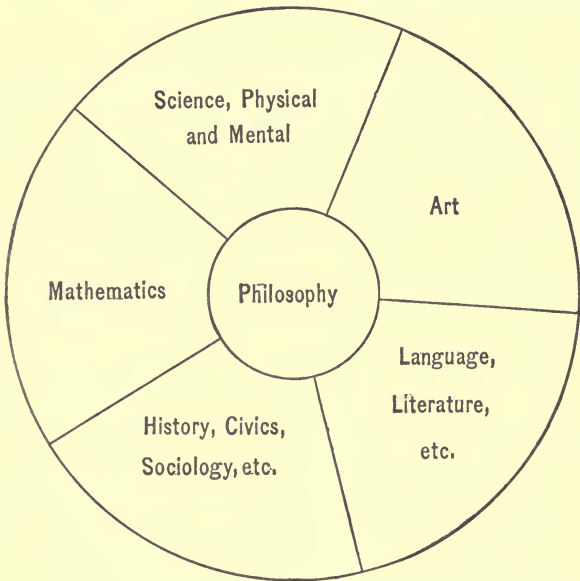 Science, Physical
and Mental
Art
Mathematics
Philosophy
Language,
Literature,
etc.
History, Civics,
Sociology, etc.